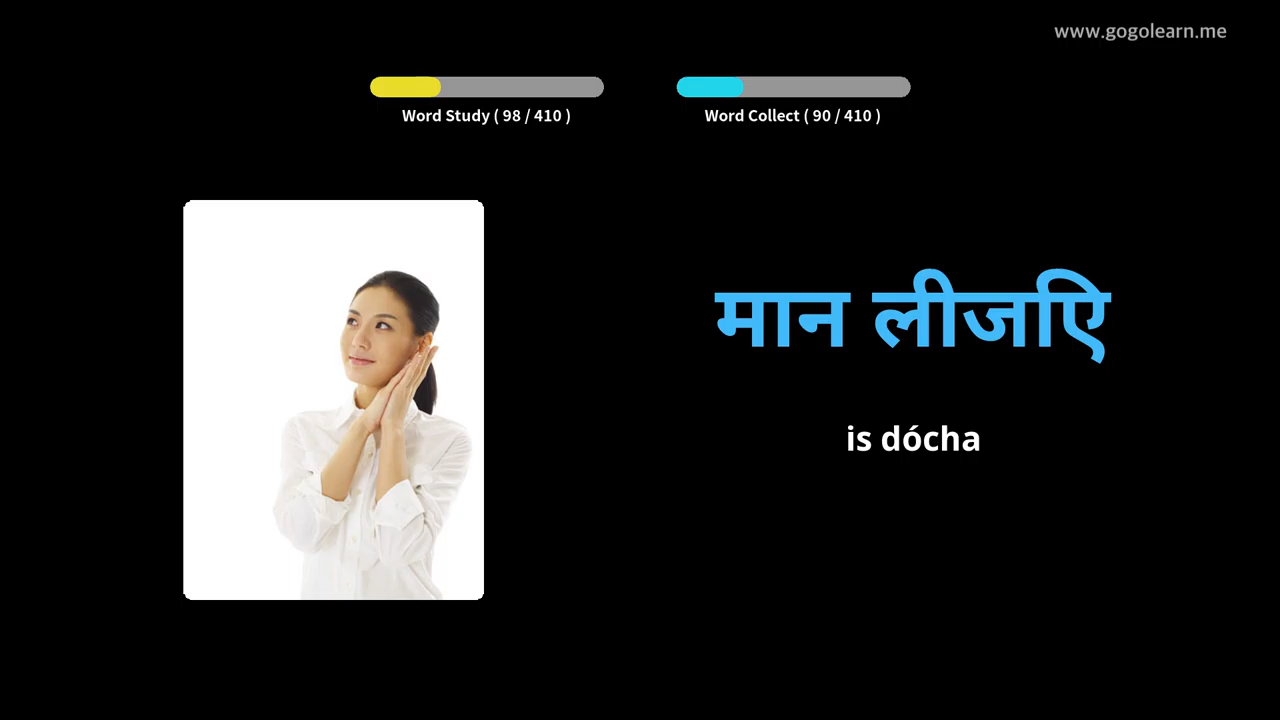 www.gogolearn.me
Word Study ( 98 / 410 )
Word Collect ( 90 / 410 )
मान लीजिए
is dócha